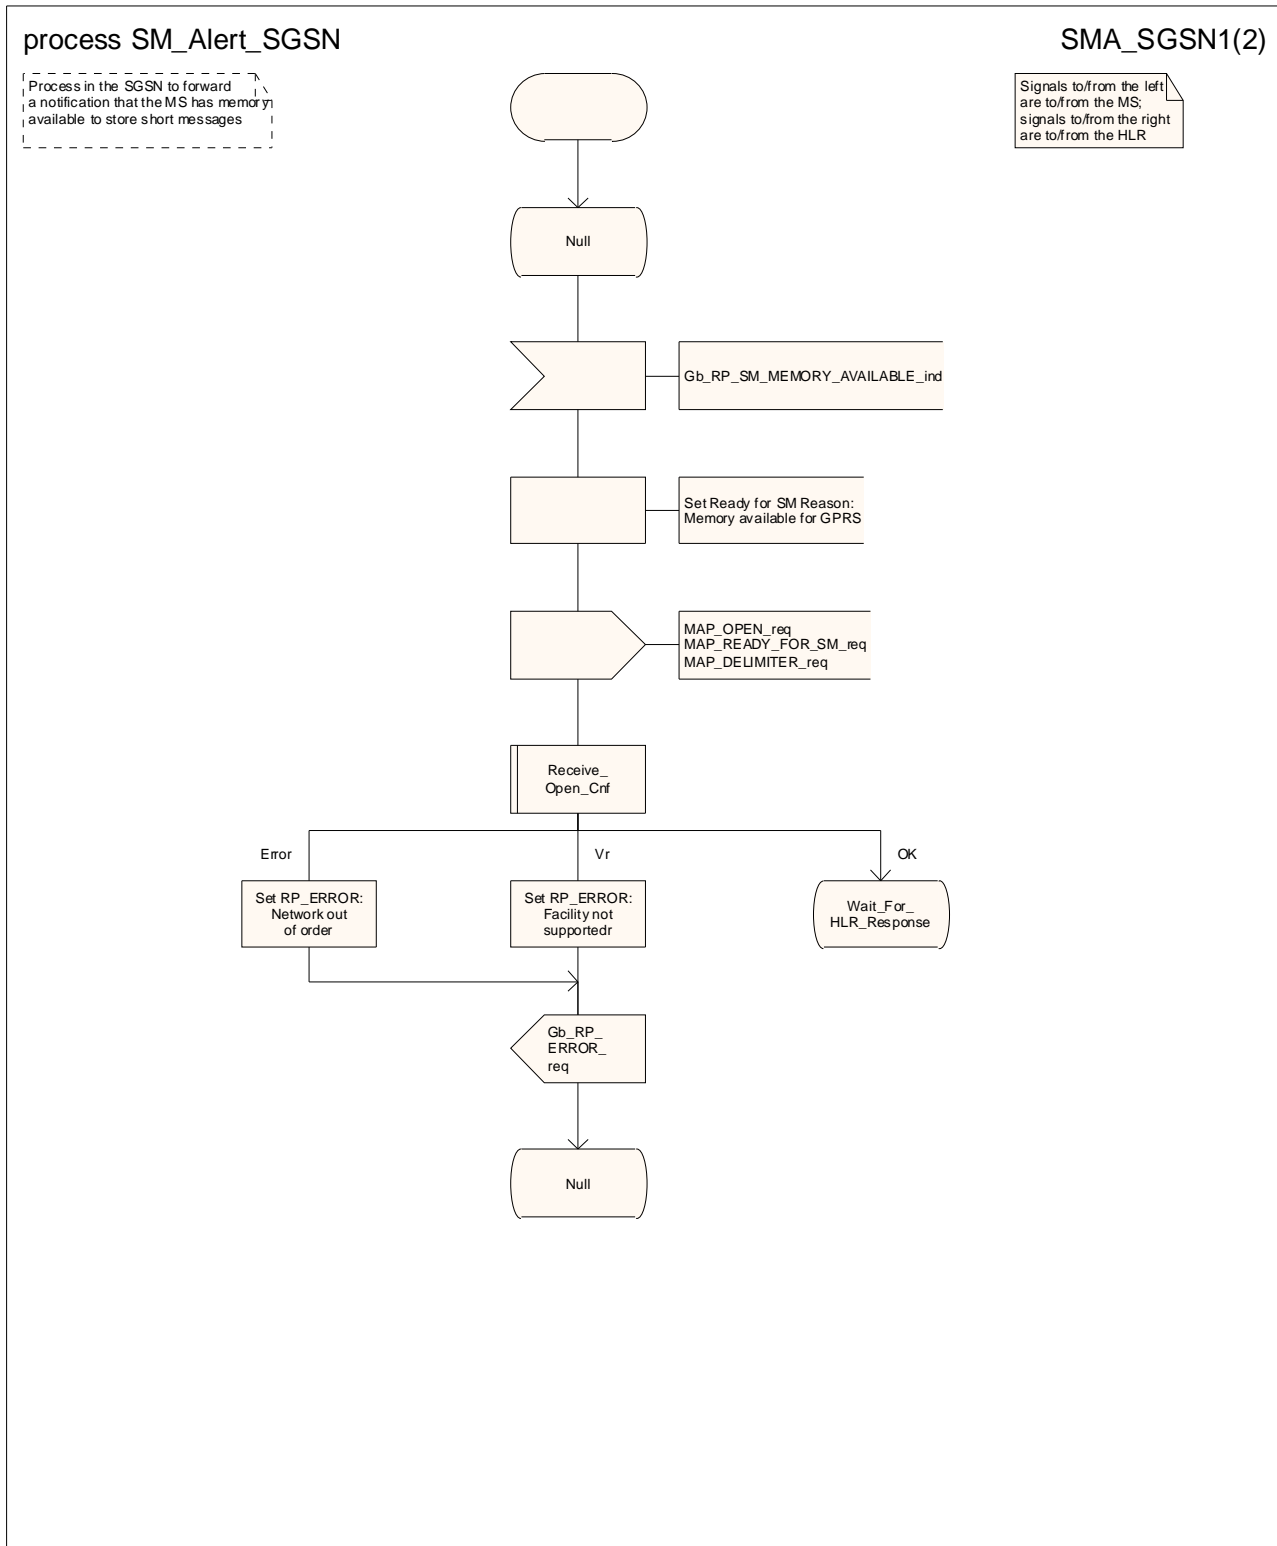 process SM_Alert_SGSN
SMA_SGSN1(2)
Process in the SGSN to forward
a notification that the MS has memory
available to store short messages
Signals to/from the left
are to/from the MS;
signals to/from the right
are to/from the HLR
Null
Gb_RP_SM_MEMORY_AVAILABLE_ind
Set Ready for SM Reason:
Memory available for GPRS
MAP_OPEN_req
MAP_READY_FOR_SM_req
MAP_DELIMITER_req
Receive_
Open_Cnf
Error
Vr
OK
Set RP_ERROR:
Network out
of order
Set RP_ERROR:
Facility not
supportedr
Wait_For_
HLR_Response
Gb_RP_
ERROR_
req
Null